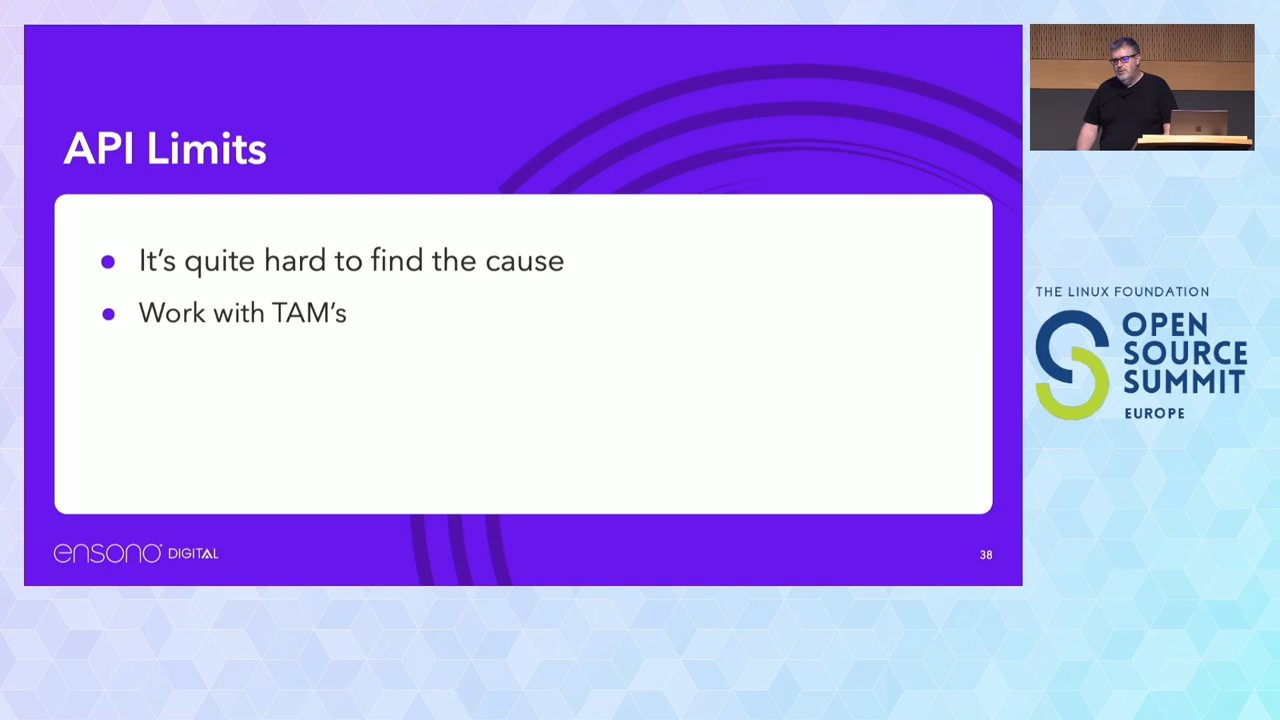 API Limits
It's quite hard to find the cause
Work with TAM's
ensono DIGITAL
38
THE LINUX FOUNDATION
OPEN
SOURCE
SUMMIT
EUROPE